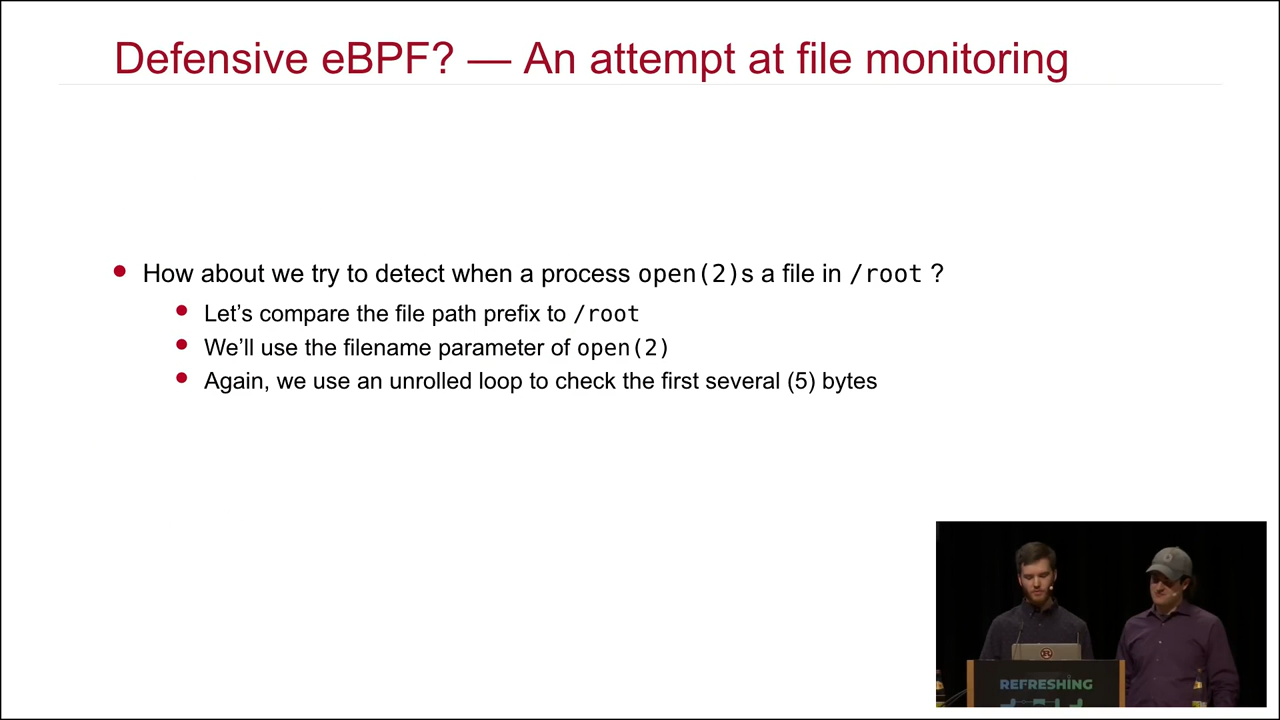 Defensive eBPF? — An attempt at file monitoring
How about we try to detect when a process open(2)s a file in /root ?
Let’s compare the file path prefix to /root
We’ll use the filename parameter of open(2)
Again, we use an unrolled loop to check the first several (5) bytes
REFRESHING